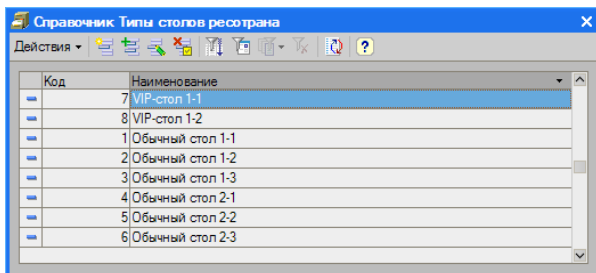 Справочник Типы столов ресотрана
Действия
Код Наименование
7 VIP-стол 1-1
8 VIP-стол 1-2
1 Обычный стол 1-1
2 Обычный стол 1-2
3 Обычный стол 1-3
4 Обычный стол 2-1
5 Обычный стол 2-2
6 Обычный стол 2-3